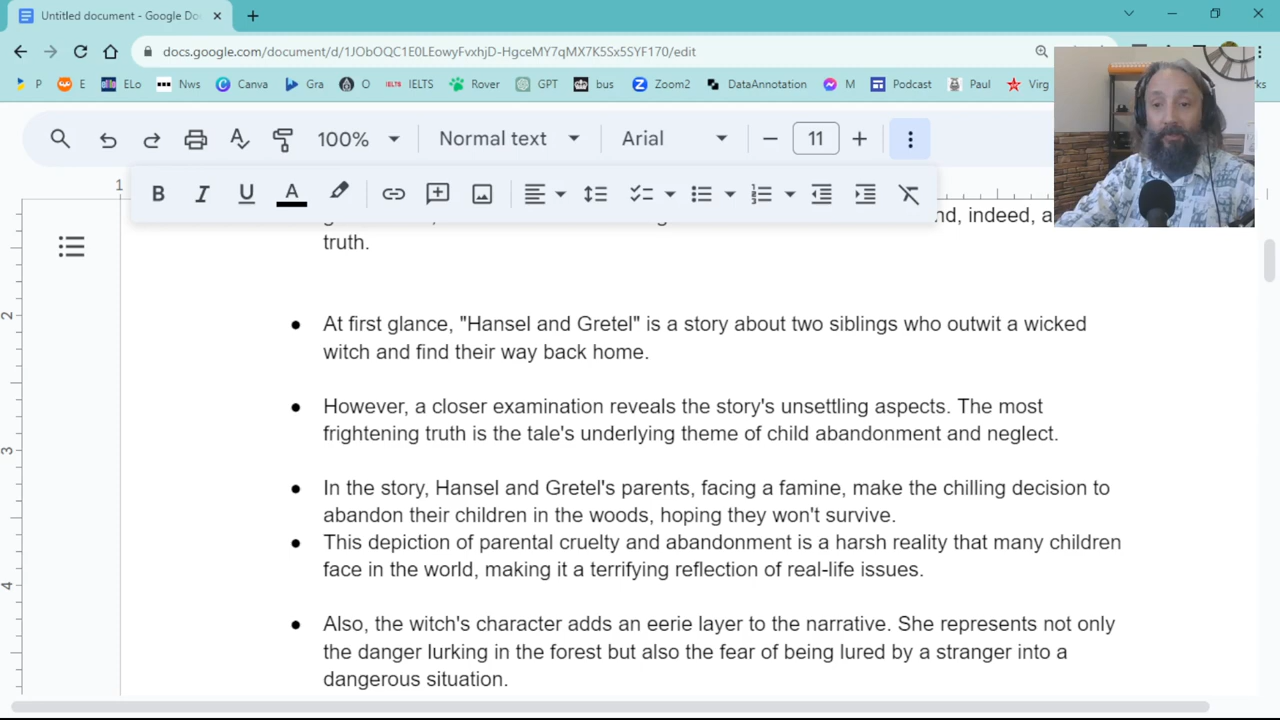 Untitled document - Google Do
docs.google.com/document/d/1JObOQC1E0LEowyFvxhjD-HgceMY7qMX7K5Sx5SYF170/edit
P E ELo Nws Canva Gra O IELTS IELTS Rover GPT bus Zoom2 DataAnnotation M Podcast Paul Virg
100% Normal text Arial 11
1
B I U A
nd, indeed, a
truth.
2
● At first glance, "Hansel and Gretel" is a story about two siblings who outwit a wicked
witch and find their way back home.
● However, a closer examination reveals the story's unsettling aspects. The most
frightening truth is the tale's underlying theme of child abandonment and neglect.
3
● In the story, Hansel and Gretel's parents, facing a famine, make the chilling decision to
abandon their children in the woods, hoping they won't survive.
● This depiction of parental cruelty and abandonment is a harsh reality that many children
face in the world, making it a terrifying reflection of real-life issues.
4
● Also, the witch's character adds an eerie layer to the narrative. She represents not only
the danger lurking in the forest but also the fear of being lured by a stranger into a
dangerous situation.